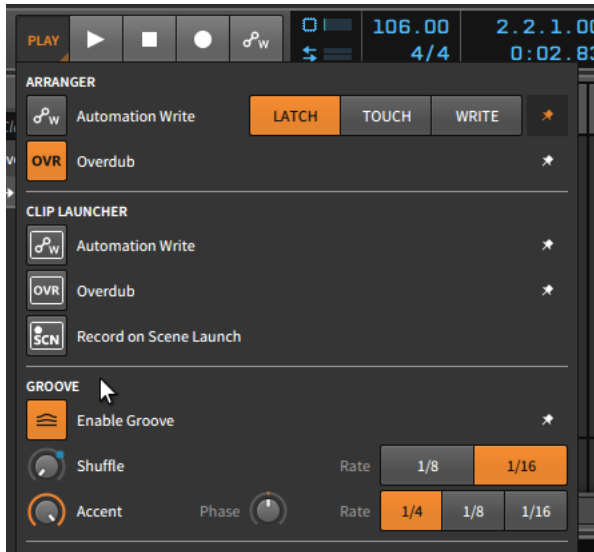 PLAY W 106.00 2.2.1.00
4/4 0:02.83
ARRANGER
W Automation Write LATCH TOUCH WRITE
OVR Overdub
CLIP LAUNCHER
W Automation Write
OVR Overdub
SCN Record on Scene Launch
GROOVE
Enable Groove
Shuffle Rate 1/8 1/16
Accent Phase Rate 1/4 1/8 1/16